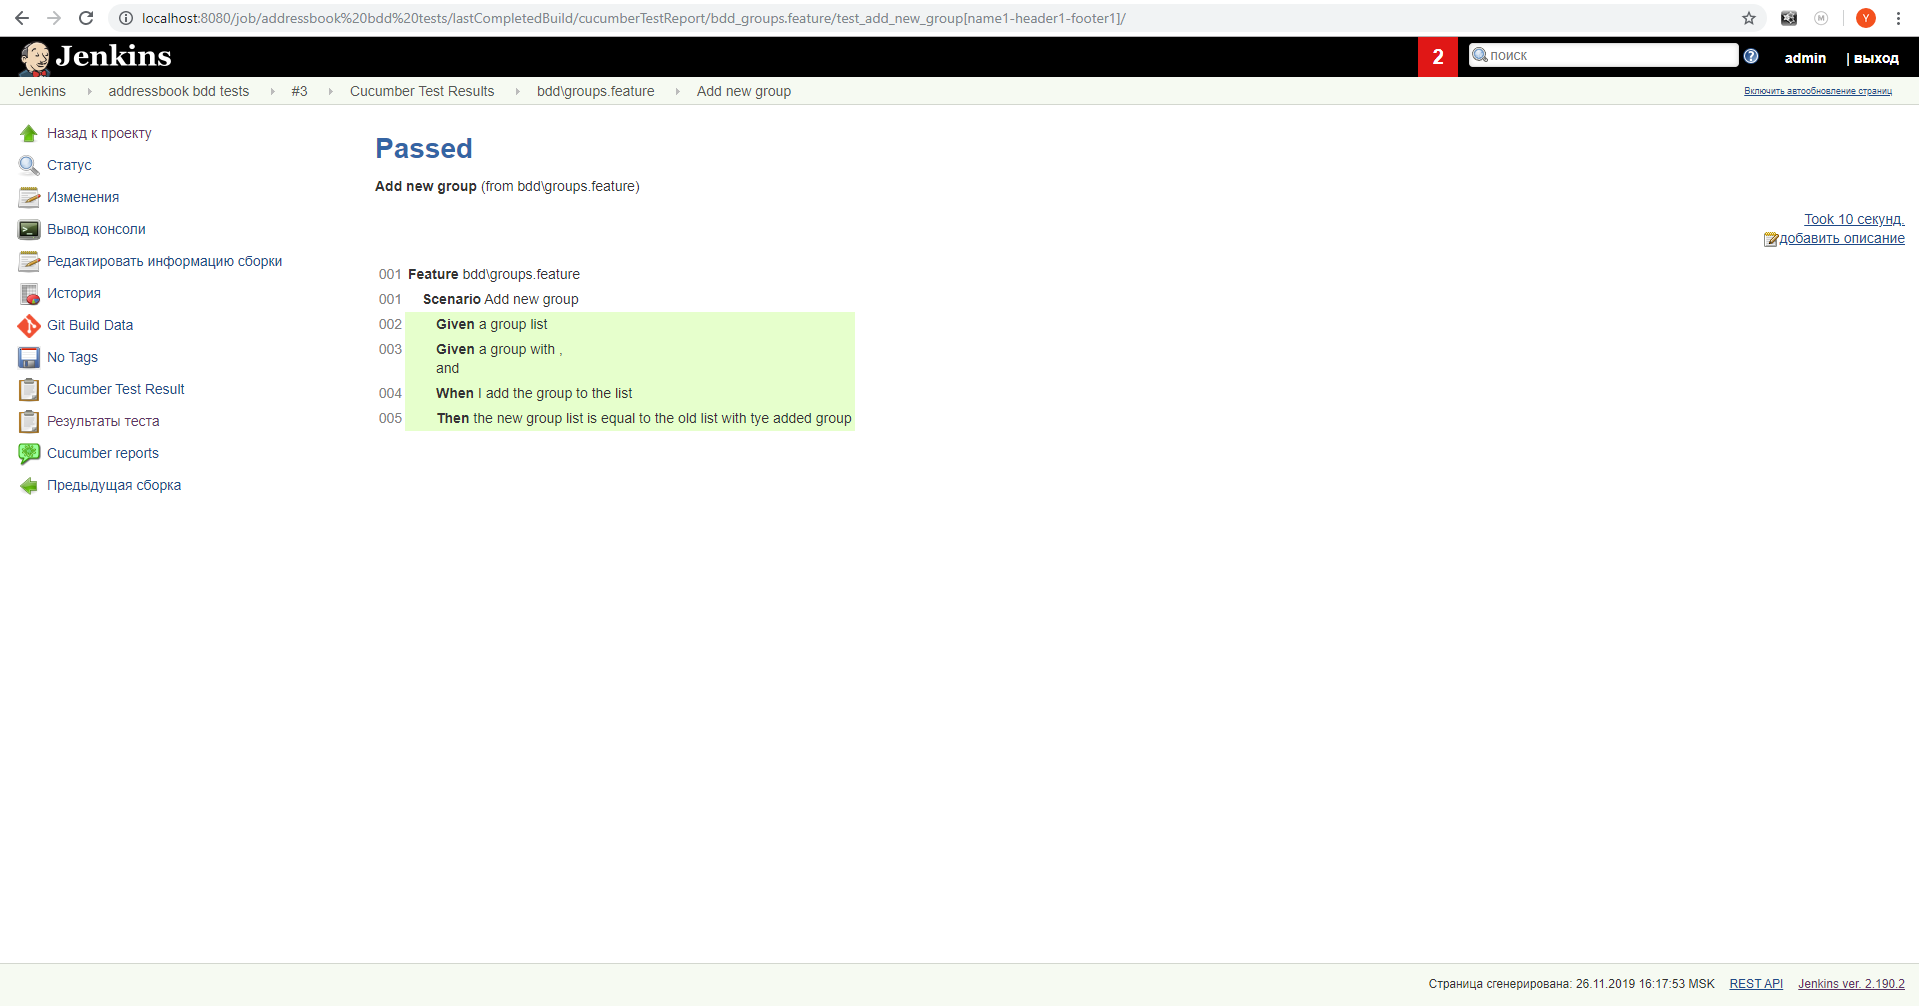 localhost:8080/job/addressbook%20bdd%20tests/lastCompletedBuild/cucumberTestReport/bdd_groups.feature/test_add_new_group[name1-header1-footer1]/
M
Y
Jenkins
2
поиск
admin
| выход
Jenkins
addressbook bdd tests
#3
Cucumber Test Results
bdd\groups.feature
Add new group
Включить автообновление страниц
Назад к проекту
Статус
Изменения
Вывод консоли
Редактировать информацию сборки
История
Git Build Data
No Tags
Cucumber Test Result
Результаты теста
Cucumber reports
Предыдущая сборка
Passed
Add new group (from bdd\groups.feature)
Took 10 секунд.
добавить описание
001 Feature bdd\groups.feature
001 Scenario Add new group
002 Given a group list
003 Given a group with ,
and
004 When I add the group to the list
005 Then the new group list is equal to the old list with tye added group
Страница сгенерирована: 26.11.2019 16:17:53 MSK
REST API
Jenkins ver. 2.190.2